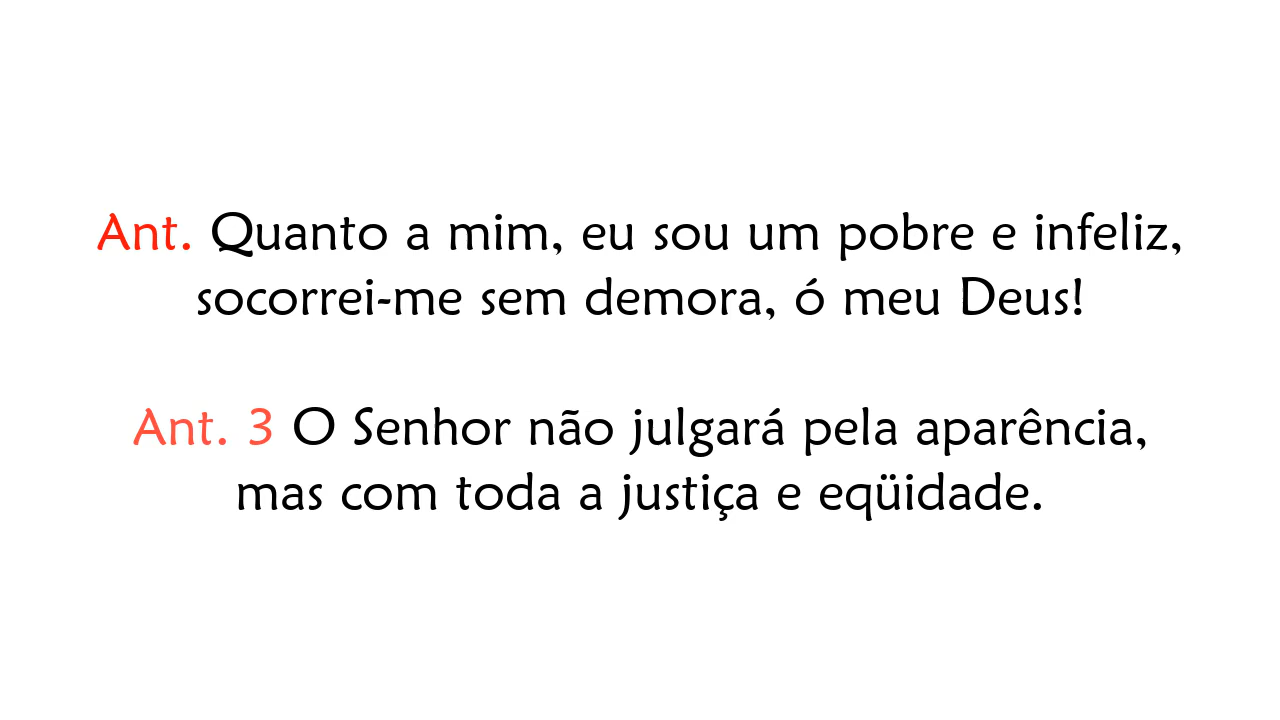 Ant. Quanto a mim, eu sou um pobre e infeliz,
socorrei-me sem demora, ó meu Deus!
Ant. 3 O Senhor não julgará pela aparência,
mas com toda a justiça e eqüidade.